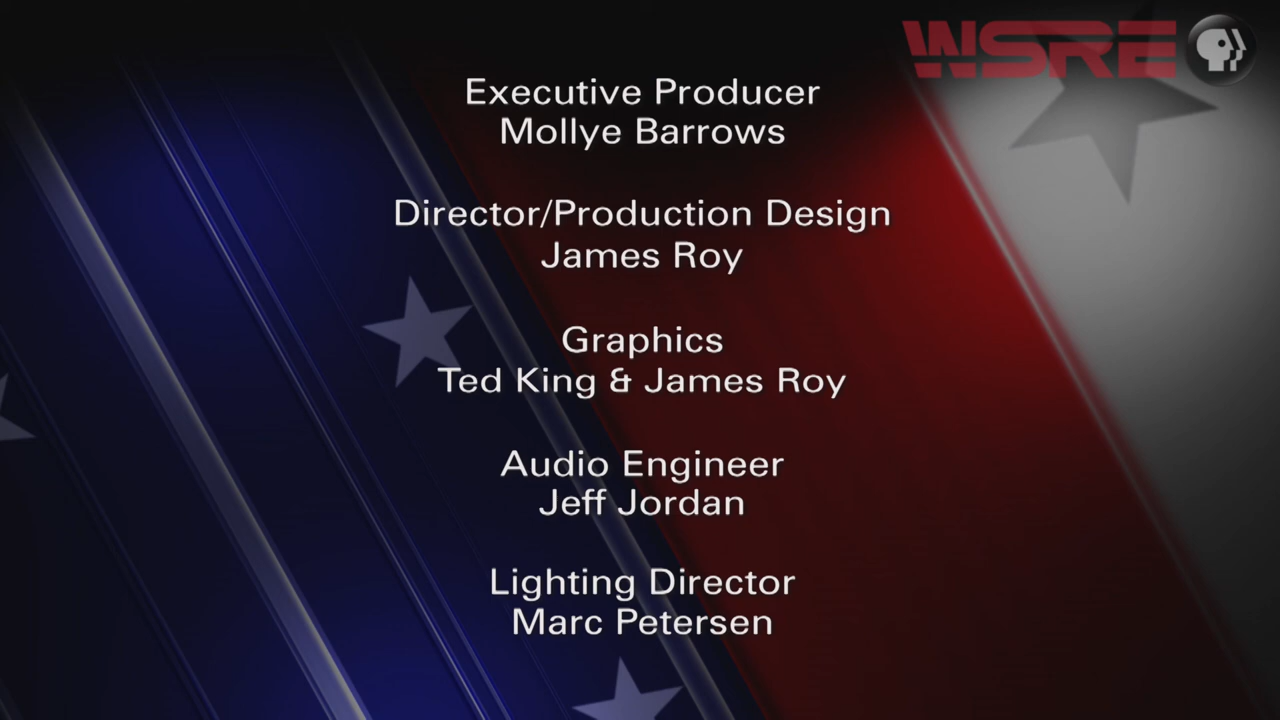 WSRE
Executive Producer
Mollye Barrows
Director/Production Design
James Roy
Graphics
Ted King & James Roy
Audio Engineer
Jeff Jordan
Lighting Director
Marc Petersen